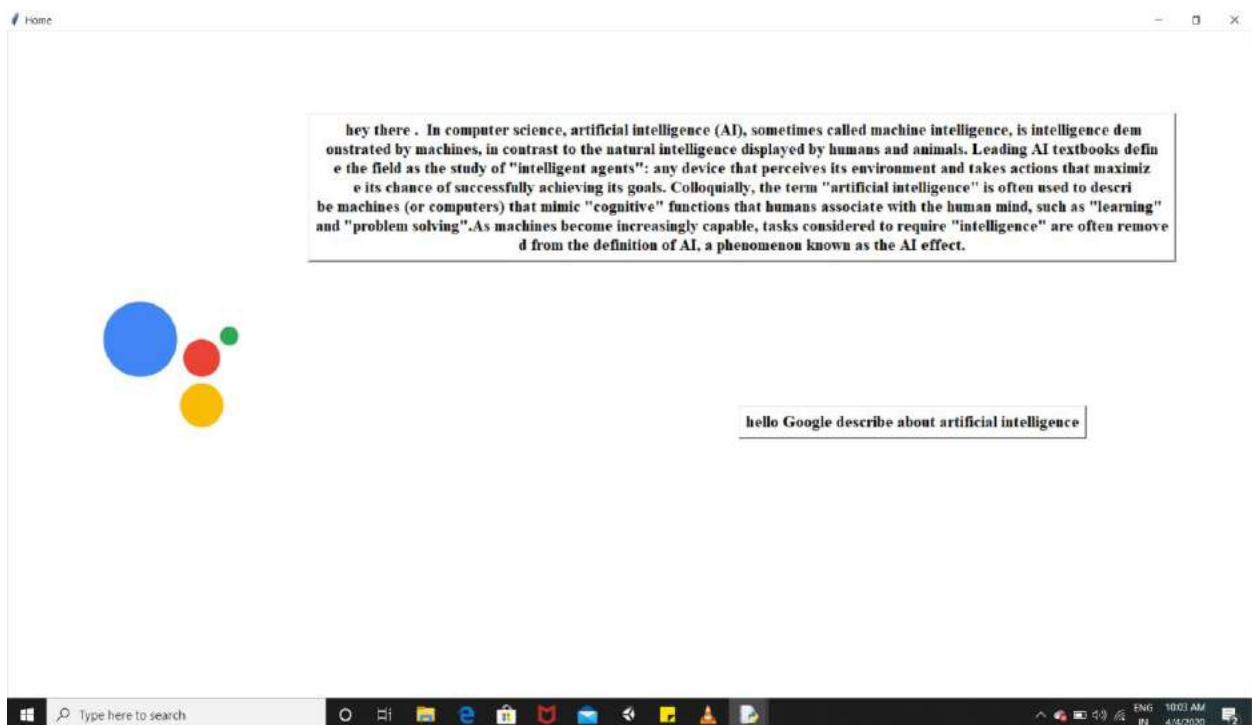 Home
hey there .  In computer science, artificial intelligence (AI), sometimes called machine intelligence, is intelligence dem
onstrated by machines, in contrast to the natural intelligence displayed by humans and animals. Leading AI textbooks defin
e the field as the study of "intelligent agents": any device that perceives its environment and takes actions that maximiz
e its chance of successfully achieving its goals. Colloquially, the term "artificial intelligence" is often used to descri
be machines (or computers) that mimic "cognitive" functions that humans associate with the human mind, such as "learning"
and "problem solving".As machines become increasingly capable, tasks considered to require "intelligence" are often remove
d from the definition of AI, a phenomenon known as the AI effect.
hello Google describe about artificial intelligence
Type here to search
ENG
IN
10:03 AM
4/4/2020